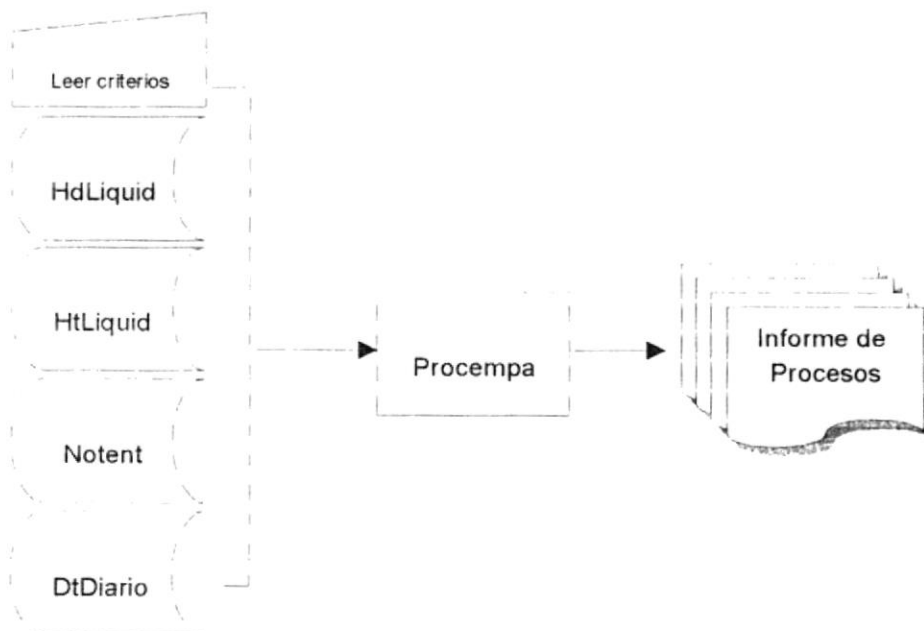 Leer criterios
HdLiquid
HtLiquid
Notent
DtDiario
Procempa
Informe de
Procesos